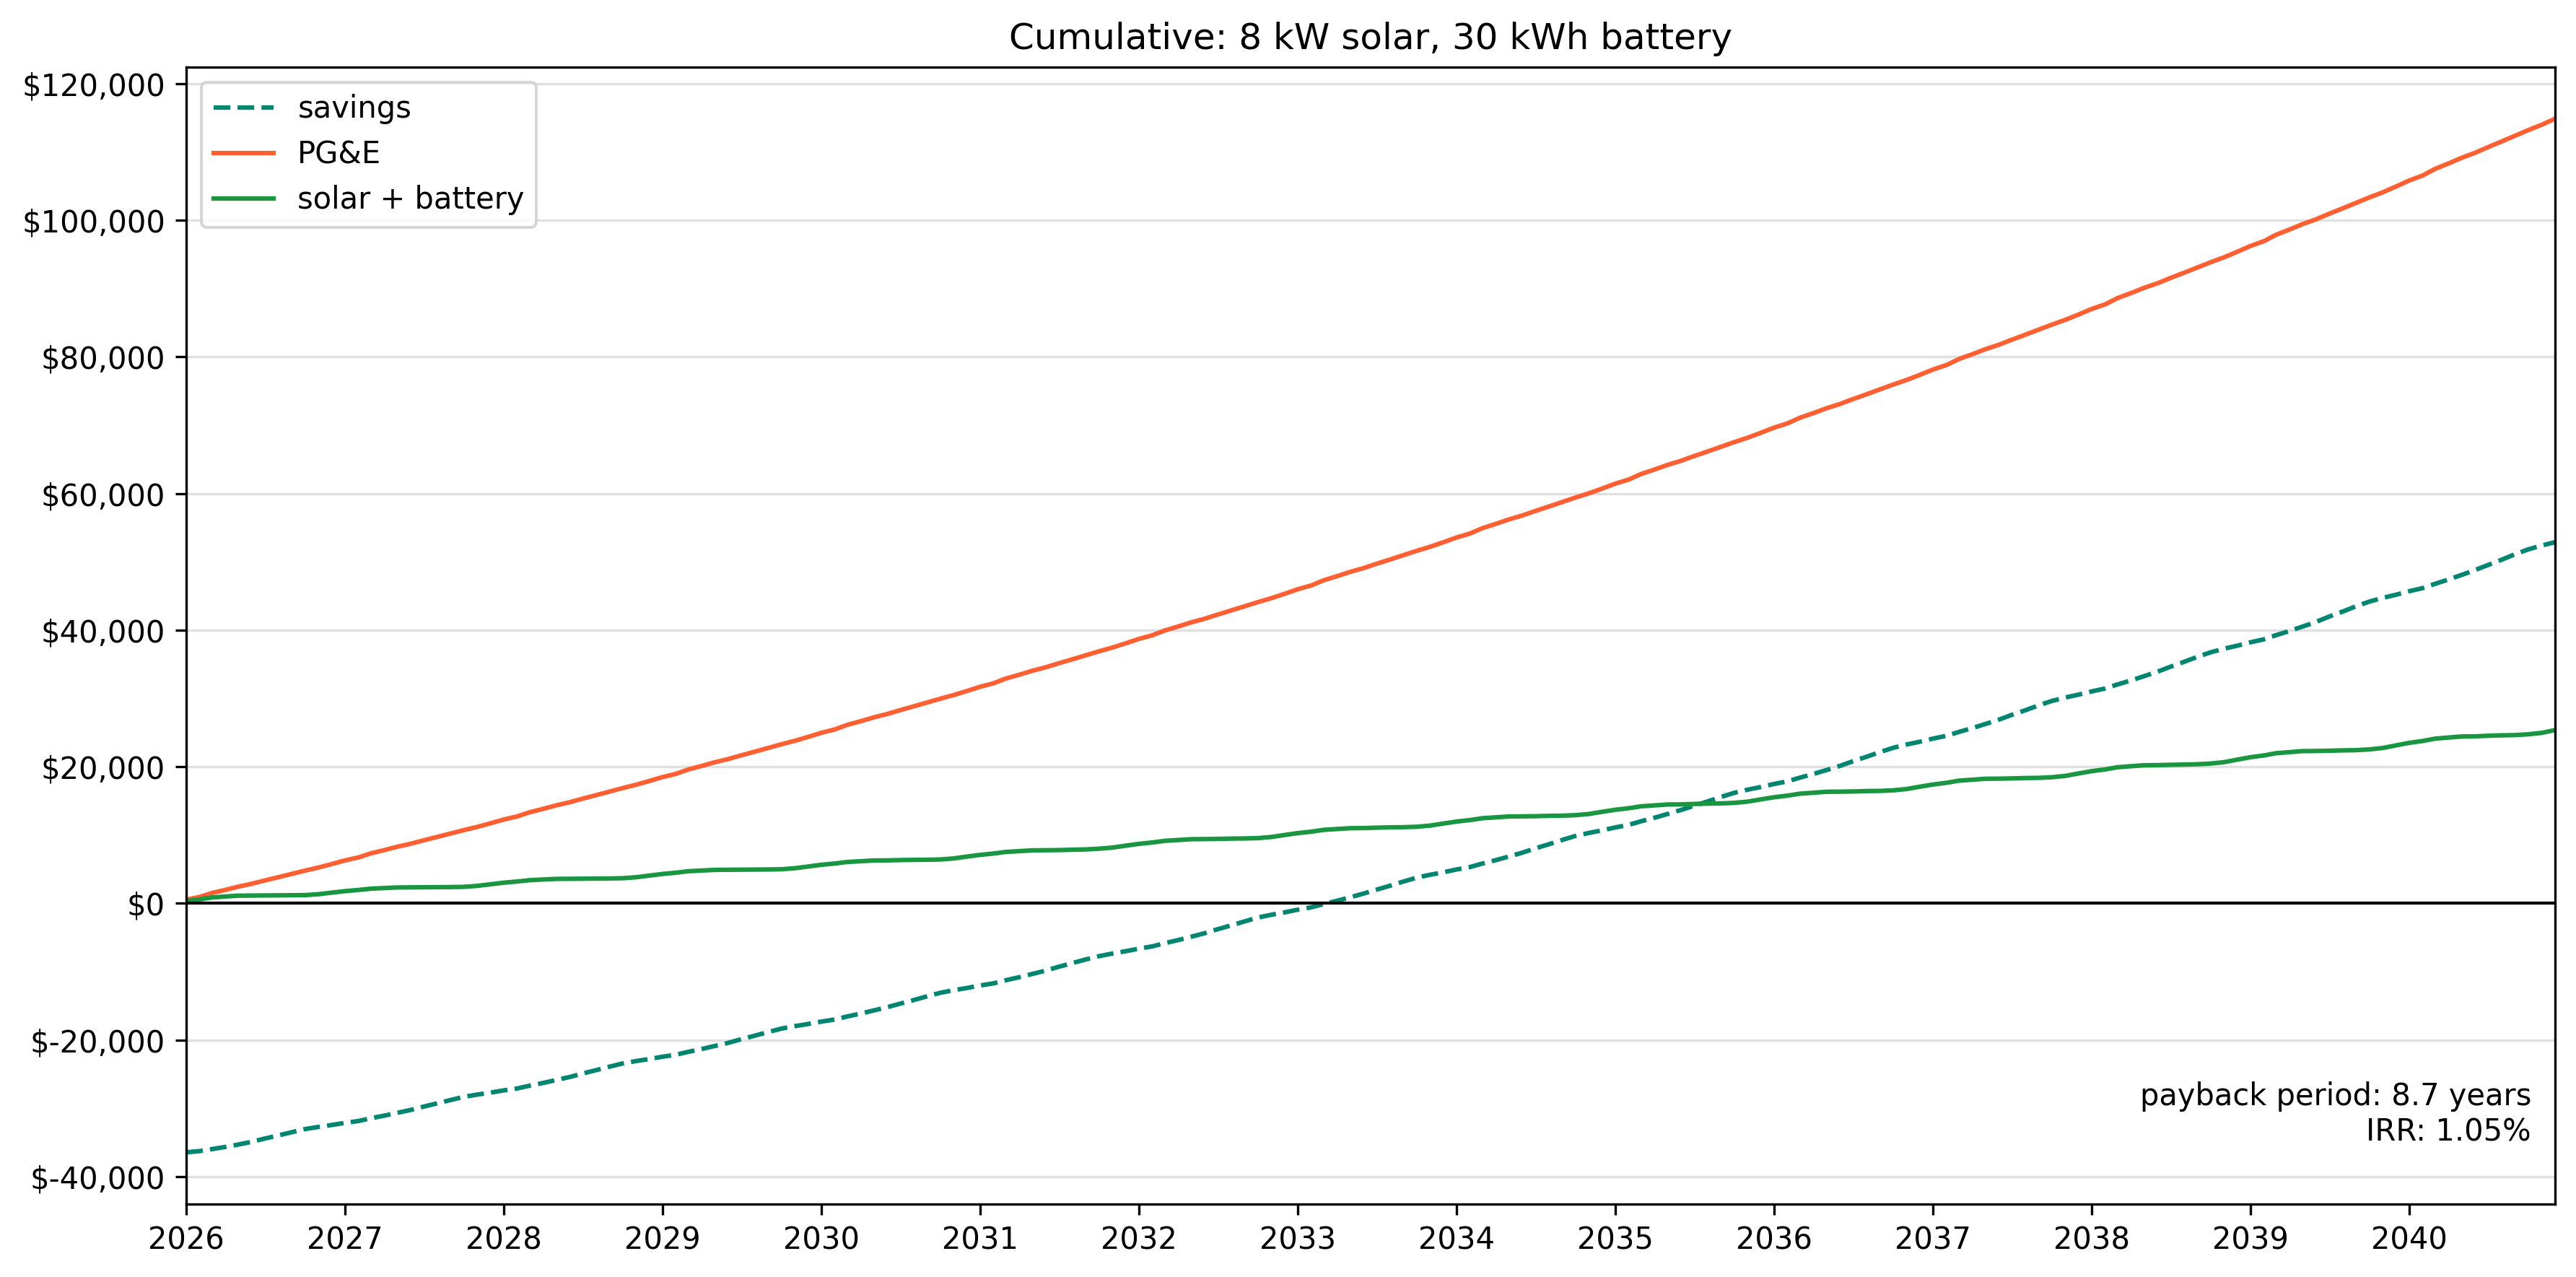 Cumulative: 8 kW solar, 30 kWh battery
$120,000
$100,000
$80,000
$60,000
$40,000
$20,000
$0
$-20,000
$-40,000
savings
PG&E
solar + battery
payback period: 8.7 years
IRR: 1.05%
2026 2027 2028 2029 2030 2031 2032 2033 2034 2035 2036 2037 2038 2039 2040